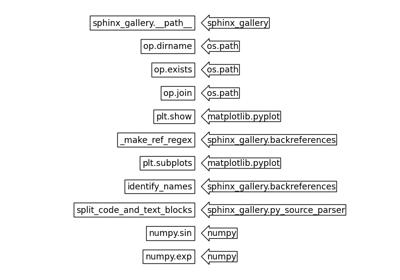 sphinx_gallery.__path__ sphinx_gallery
op.dirname os.path
op.exists os.path
op.join os.path
plt.show matplotlib.pyplot
_make_ref_regex sphinx_gallery.backreferences
plt.subplots matplotlib.pyplot
identify_names sphinx_gallery.backreferences
split_code_and_text_blocks sphinx_gallery.py_source_parser
numpy.sin numpy
numpy.exp numpy